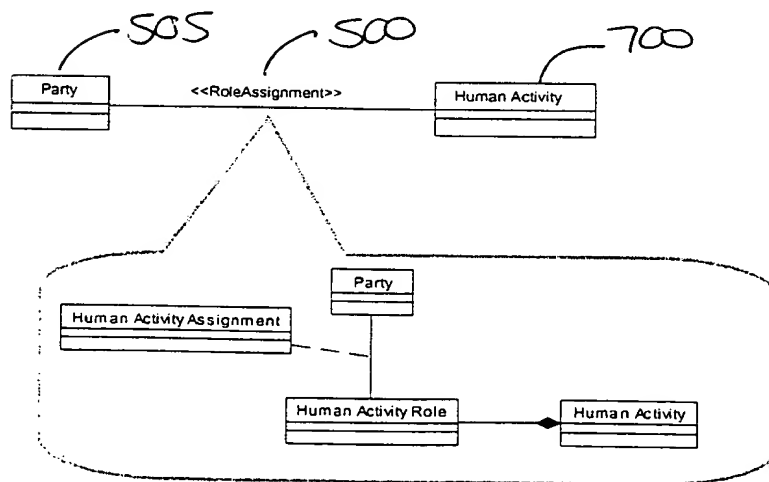 505 500 700
Party <<RoleAssignment>> Human Activity
Party
Human Activity Assignment
Human Activity Role Human Activity